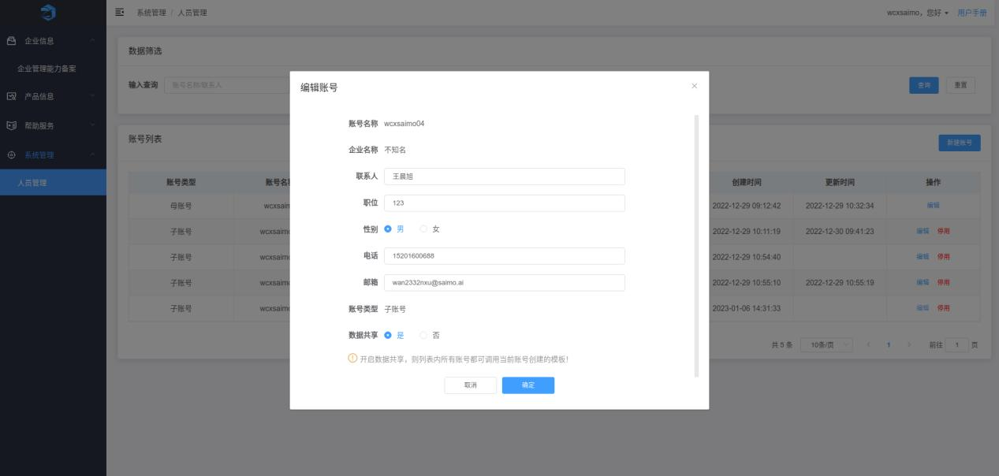 系统管理 / 人员管理
wcxsaimo，您好 用户手册
企业信息
企业管理能力备案
产品信息
帮助服务
系统管理
人员管理
数据筛选
输入查询 账号名称/联系人
查询 重置
账号列表
新建账号
账号类型 账号名 创建时间 更新时间 操作
母账号 wcxsaim 2022-12-29 09:12:42 2022-12-29 10:32:34 编辑
子账号 wcxsaim 2022-12-29 10:11:19 2022-12-30 09:41:23 编辑 停用
子账号 wcxsaim 2022-12-29 10:54:40 编辑 停用
子账号 wcxsaim 2022-12-29 10:55:10 2022-12-29 10:55:19 编辑 停用
子账号 wcxsaim 2023-01-06 14:31:33 编辑 停用
共 5 条 10条/页 1 前往 1 页
编辑账号
账号名称 wcxsaimo04
企业名称 不知名
联系人 王晨旭
职位 123
性别 男 女
电话 15201600688
邮箱 wan2332nxu@saimo.ai
账号类型 子账号
数据共享 是 否
开启数据共享，则列表内所有账号都可调用当前账号创建的模板！
取消 确定